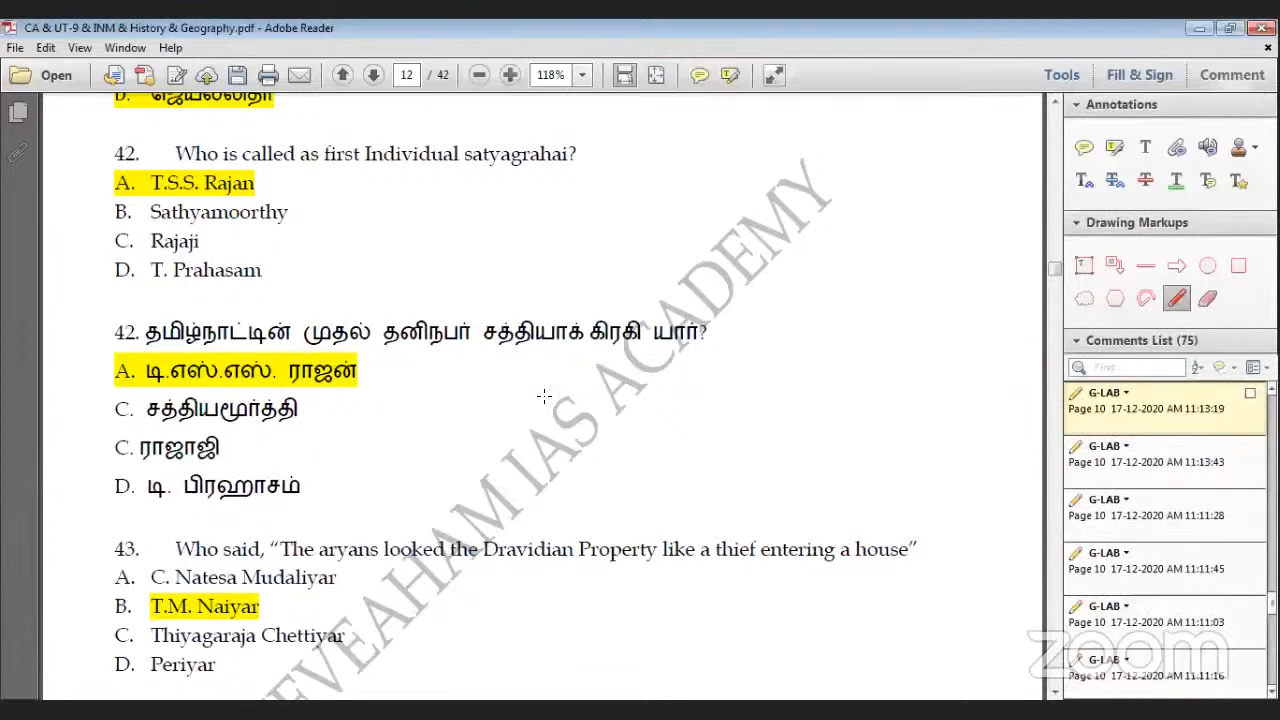 CA & UT-9 & INM & History & Geography.pdf - Adobe Reader
File Edit View Window Help
Open 12 / 42 118% Tools Fill & Sign Comment
D. ஜெயலலிதா
42. Who is called as first Individual satyagrahai?
A. T.S.S. Rajan
B. Sathyamoorthy
C. Rajaji
D. T. Prahasam
42. தமிழ்நாட்டின் முதல் தனிநபர் சத்தியாக் கிரகி யார்?
A. டி.எஸ்.எஸ். ராஜன்
C. சத்தியமூர்த்தி
C. ராஜாஜி
D. டி. பிரஹாசம்
43. Who said, “The aryans looked the Dravidian Property like a thief entering a house”
A. C. Natesa Mudaliyar
B. T.M. Naiyar
C. Thiyagaraja Chettiyar
D. Periyar
EVEAHAM IAS ACADEMY
Annotations
Drawing Markups
Comments List (75)
Find
G-LAB
Page 10 17-12-2020 AM 11:13:19
G-LAB
Page 10 17-12-2020 AM 11:13:43
G-LAB
Page 10 17-12-2020 AM 11:11:28
G-LAB
Page 10 17-12-2020 AM 11:11:45
G-LAB
Page 10 17-12-2020 AM 11:11:03
G-LAB
Page 10 17-12-2020 AM 11:11:16
zoom